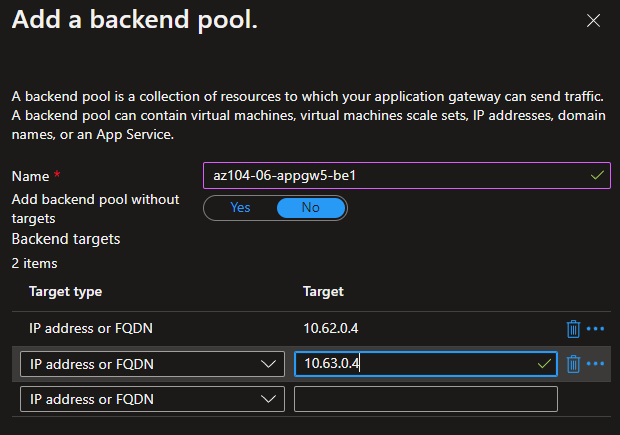 Add a backend pool.
A backend pool is a collection of resources to which your application gateway can send traffic.
A backend pool can contain virtual machines, virtual machines scale sets, IP addresses, domain
names, or an App Service.
Name *
az104-06-appgw5-be1
Add backend pool without
targets
Yes
No
Backend targets
2 items
Target type
Target
IP address or FQDN
10.62.0.4
IP address or FQDN
10.63.0.4
IP address or FQDN